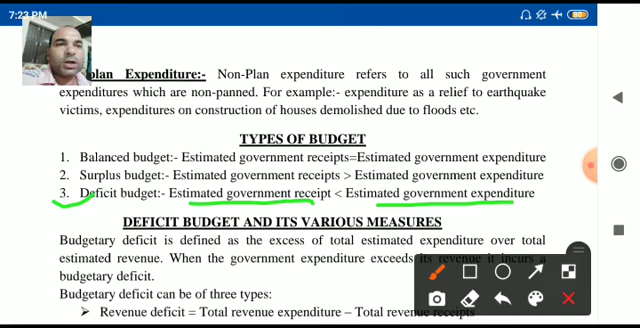 7:23 PM
80
plan Expenditure:- Non-Plan expenditure refers to all such government
expenditures which are non-panned. For example:- expenditure as a relief to earthquake
victims, expenditures on construction of houses demolished due to floods etc.
TYPES OF BUDGET
1. Balanced budget:- Estimated government receipts=Estimated government expenditure
2. Surplus budget:- Estimated government receipts > Estimated government expenditure
3. Deficit budget:- Estimated government receipt < Estimated government expenditure
DEFICIT BUDGET AND ITS VARIOUS MEASURES
Budgetary deficit is defined as the excess of total estimated expenditure over total
estimated revenue. When the government expenditure exceeds its revenue it incurs a
budgetary deficit.
Budgetary deficit can be of three types:
➤ Revenue deficit = Total revenue expenditure – Total revenue receipts